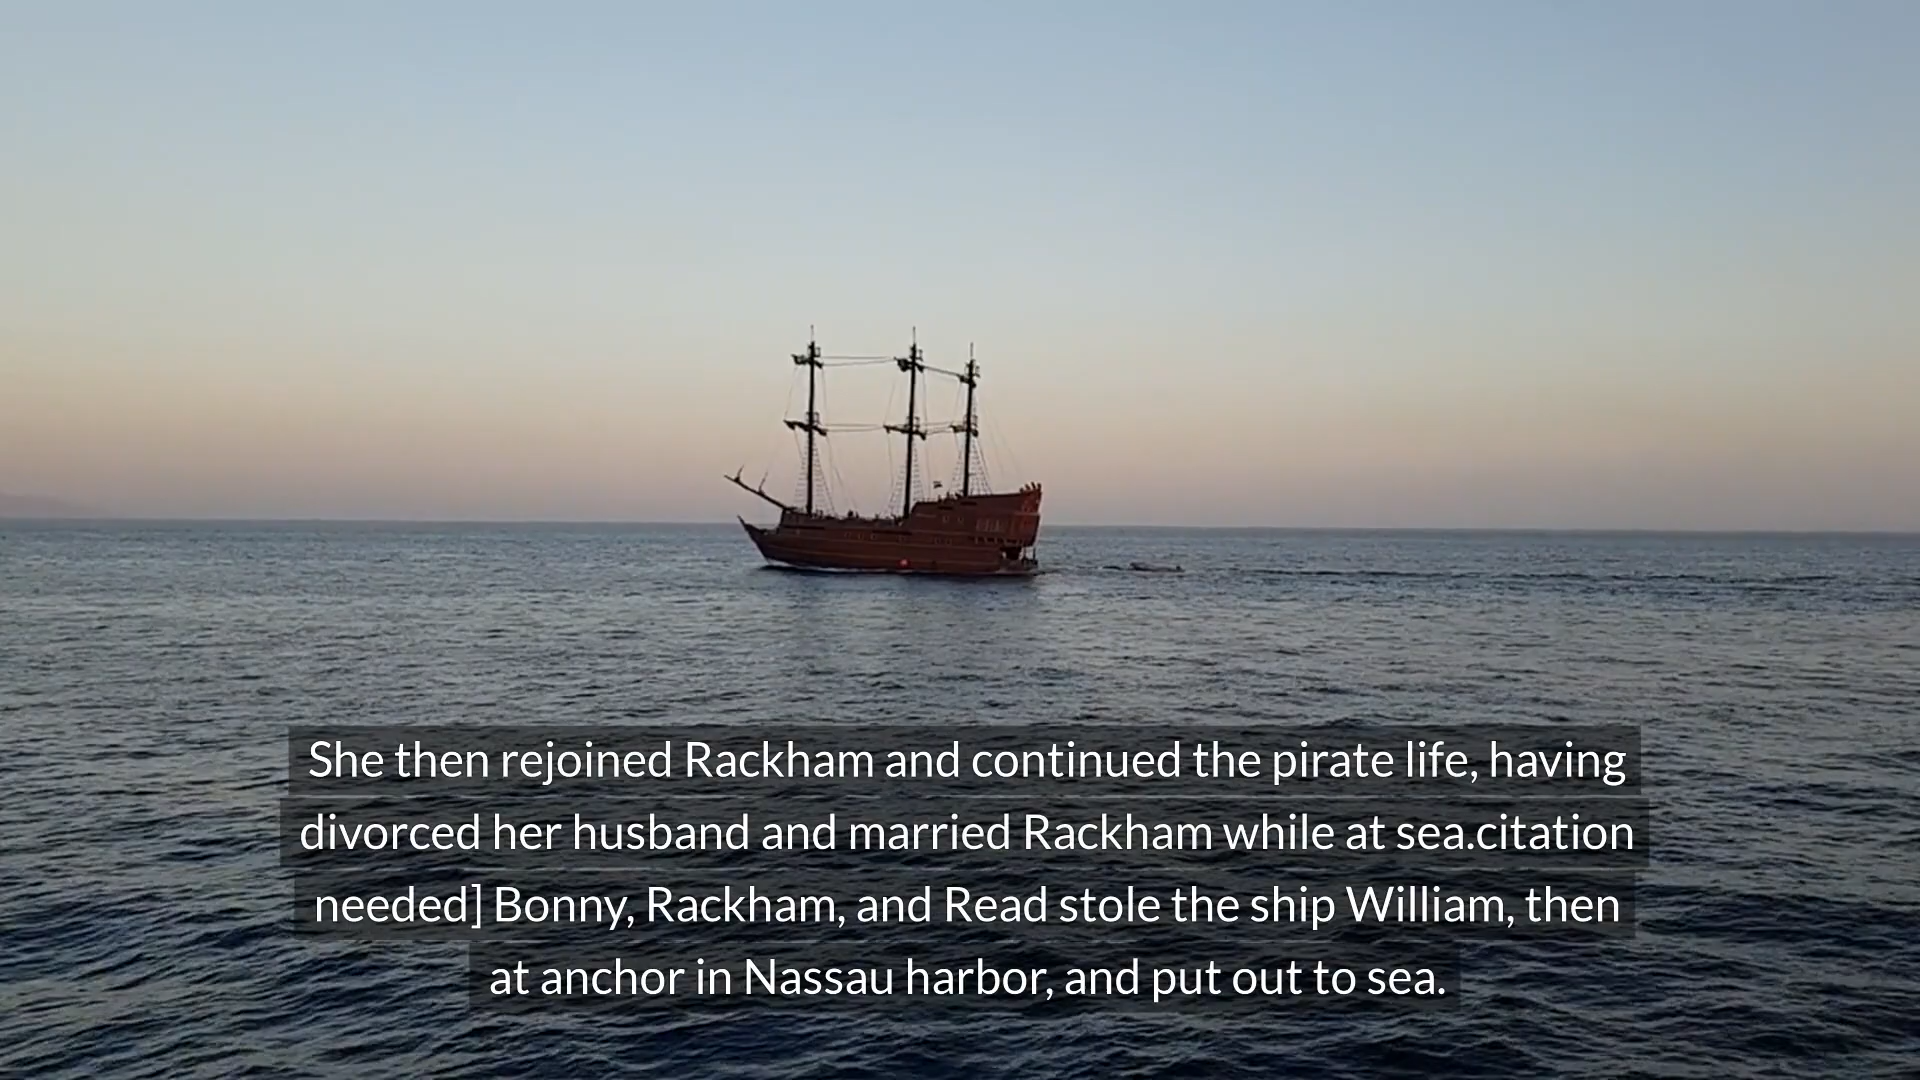 She then rejoined Rackham and continued the pirate life, having
divorced her husband and married Rackham while at sea.citation
needed] Bonny, Rackham, and Read stole the ship William, then
at anchor in Nassau harbor, and put out to sea.